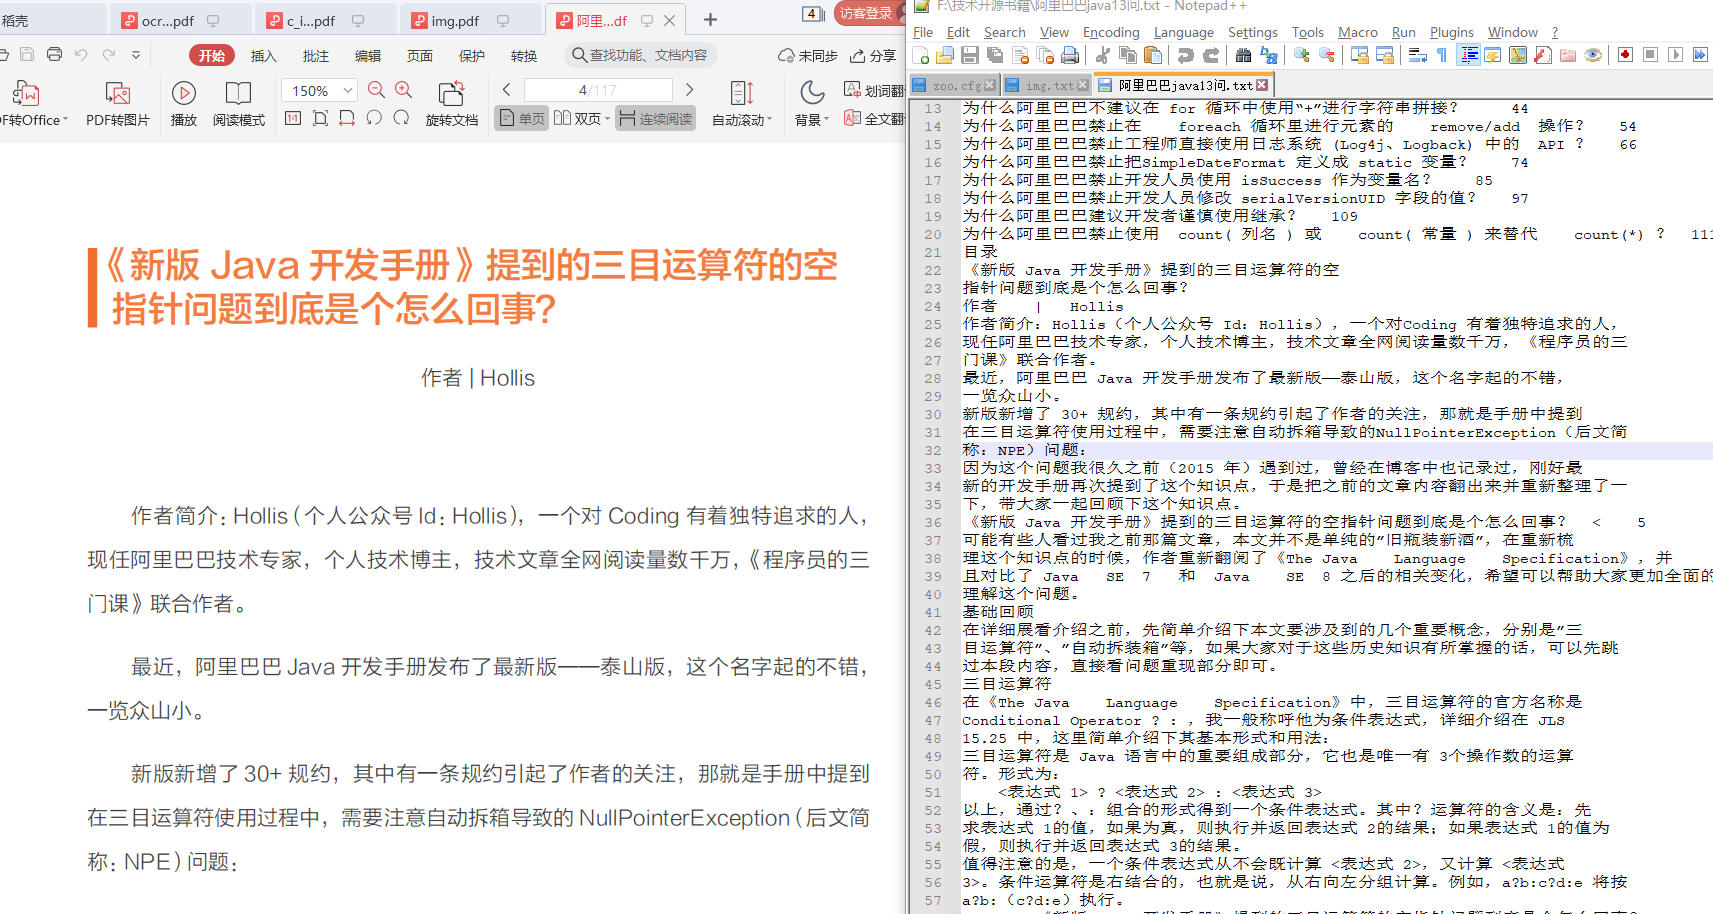 稻壳
ocr...pdf
c_i...pdf
img.pdf
阿里...df
4
访客登录
开始 插入 批注 编辑 页面 保护 转换 查找功能、文档内容 未同步 分享
转Office PDF转图片 播放 阅读模式 150% 旋转文档 4/117 单页 双页 连续阅读 自动滚动 背景 划词翻 全文翻
《新版 Java 开发手册》提到的三目运算符的空
指针问题到底是个怎么回事?
作者 | Hollis
作者简介: Hollis (个人公众号 Id: Hollis), 一个对 Coding 有着独特追求的人,
现任阿里巴巴技术专家, 个人技术博主, 技术文章全网阅读量数千万,《程序员的三
门课》联合作者。
最近, 阿里巴巴 Java 开发手册发布了最新版——泰山版, 这个名字起的不错,
一览众山小。
新版新增了 30+ 规约, 其中有一条规约引起了作者的关注, 那就是手册中提到
在三目运算符使用过程中, 需要注意自动拆箱导致的 NullPointerException (后文简
称: NPE) 问题:
F:\技术开源书籍\阿里巴巴java13问.txt - Notepad++
File Edit Search View Encoding Language Settings Tools Macro Run Plugins Window ?
zoo.cfg img.txt 阿里巴巴java13问.txt
13 为什么阿里巴巴不建议在 for 循环中使用“+”进行字符串拼接? 44
14 为什么阿里巴巴禁止在 foreach 循环里进行元素的 remove/add 操作? 54
15 为什么阿里巴巴禁止工程师直接使用日志系统 (Log4j、Logback) 中的 API ? 66
16 为什么阿里巴巴禁止把SimpleDateFormat 定义成 static 变量? 74
17 为什么阿里巴巴禁止开发人员使用 isSuccess 作为变量名? 85
18 为什么阿里巴巴禁止开发人员修改 serialVersionUID 字段的值? 97
19 为什么阿里巴巴建议开发者谨慎使用继承? 109
20 为什么阿里巴巴禁止使用 count( 列名 ) 或 count( 常量 ) 来替代 count(*) ? 111
21 目录
22 《新版 Java 开发手册》提到的三目运算符的空
23 指针问题到底是个怎么回事?
24 作者 | Hollis
25 作者简介: Hollis (个人公众号 Id: Hollis), 一个对Coding 有着独特追求的人,
26 现任阿里巴巴技术专家, 个人技术博主, 技术文章全网阅读量数千万, 《程序员的三
27 门课》联合作者。
28 最近, 阿里巴巴 Java 开发手册发布了最新版——泰山版, 这个名字起的不错,
29 一览众山小。
30 新版新增了 30+ 规约, 其中有一条规约引起了作者的关注, 那就是手册中提到
31 在三目运算符使用过程中, 需要注意自动拆箱导致的NullPointerException (后文简
32 称: NPE) 问题:
33 因为这个问题我很久之前 (2015 年) 遇到过, 曾经在博客中也记录过, 刚好最
34 新的开发手册再次提到了这个知识点, 于是把之前的文章内容翻出来并重新整理了一
35 下, 带大家一起回顾下这个知识点。
36 《新版 Java 开发手册》提到的三目运算符的空指针问题到底是个怎么回事? < 5
37 可能有些人看过我之前那篇文章, 本文并不是单纯的“旧瓶装新酒”, 在重新梳
38 理这个知识点的时候, 作者重新翻阅了《The Java Language Specification》, 并
39 且对比了 Java SE 7 和 Java SE 8 之后的相关变化, 希望可以帮助大家更加全面的
40 理解这个问题。
41 基础回顾
42 在详细展看介绍之前, 先简单介绍下本文要涉及到的几个重要概念, 分别是”三
43 目运算符”、”自动拆装箱”等, 如果大家对于这些历史知识有所掌握的话, 可以先跳
44 过本段内容, 直接看问题重现部分即可。
45 三目运算符
46 在《The Java Language Specification》中, 三目运算符的官方名称是
47 Conditional Operator ? : , 我一般称呼他为条件表达式, 详细介绍在 JLS
48 15.25 中, 这里简单介绍下其基本形式和用法:
49 三目运算符是 Java 语言中的重要组成部分, 它也是唯一有 3个操作数的运算
50 符。形式为:
51 <表达式 1> ? <表达式 2> : <表达式 3>
52 以上, 通过? 、: 组合的形式得到一个条件表达式。其中? 运算符的含义是: 先
53 求表达式 1的值, 如果为真, 则执行并返回表达式 2的结果; 如果表达式 1的值为
54 假, 则执行并返回表达式 3的结果。
55 值得注意的是, 一个条件表达式从不会既计算 <表达式 2>, 又计算 <表达式
56 3>。条件运算符是右结合的, 也就是说, 从右向左分组计算。例如, a?b:c?d:e 将按
57 a?b: (c?d:e) 执行。